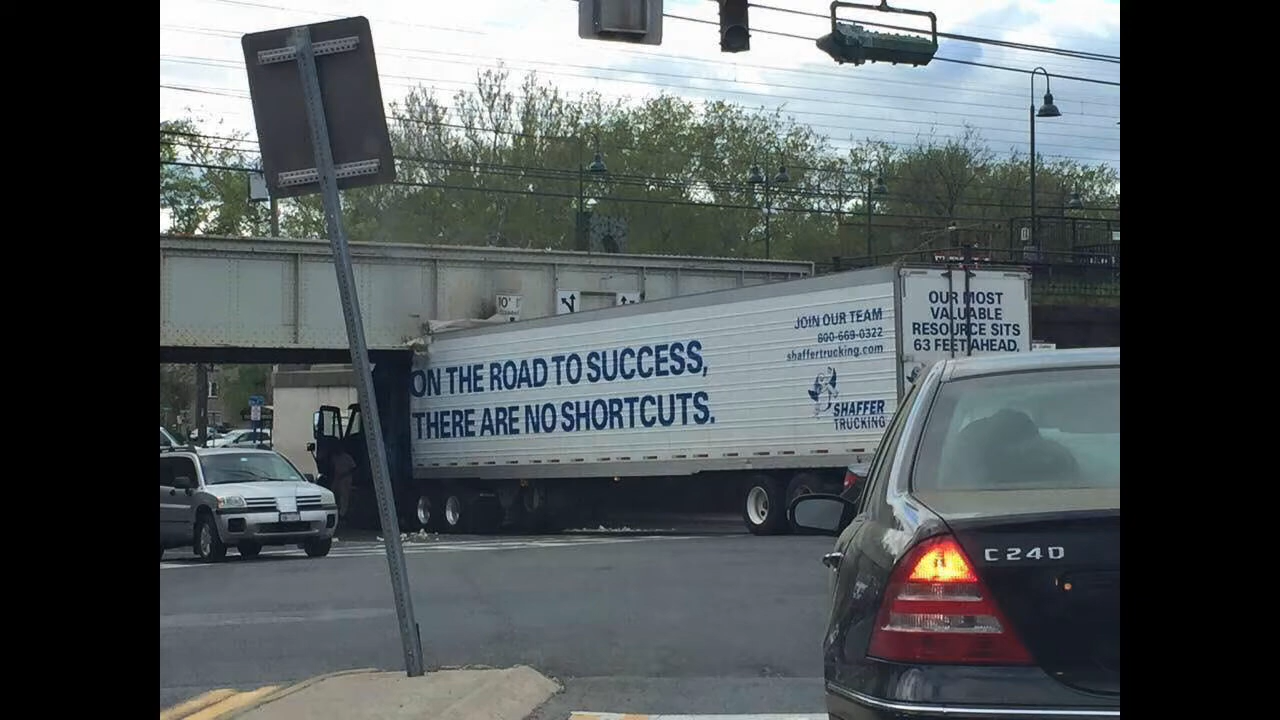 10'
ON THE ROAD TO SUCCESS,
THERE ARE NO SHORTCUTS.
JOIN OUR TEAM
800-669-0322
shaffertrucking.com
SHAFFER
TRUCKING
OUR MOST
VALUABLE
RESOURCE SITS
63 FEET AHEAD.
C 240